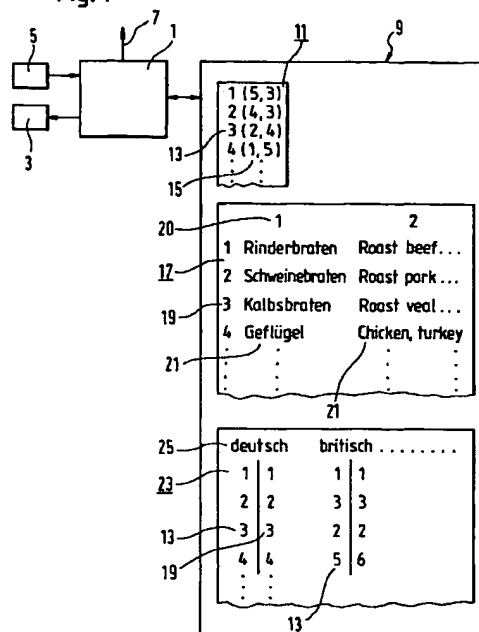 Fig. 1
5
7
1
3
9
11
1 (5, 3)
2 (4, 3)
13
3 (2, 4)
4 (1, 5)
15
20
1 2
17
1 Rinderbraten Roast beef...
2 Schweinebraten Roast park...
19
3 Kalbsbraten Roast veal...
4 Geflügel Chicken, turkey
21
21
25
deutsch britisch ........
23
1 1 1 1
2 2 3 3
13
3 3 2 2
19
4 4 5 6
13